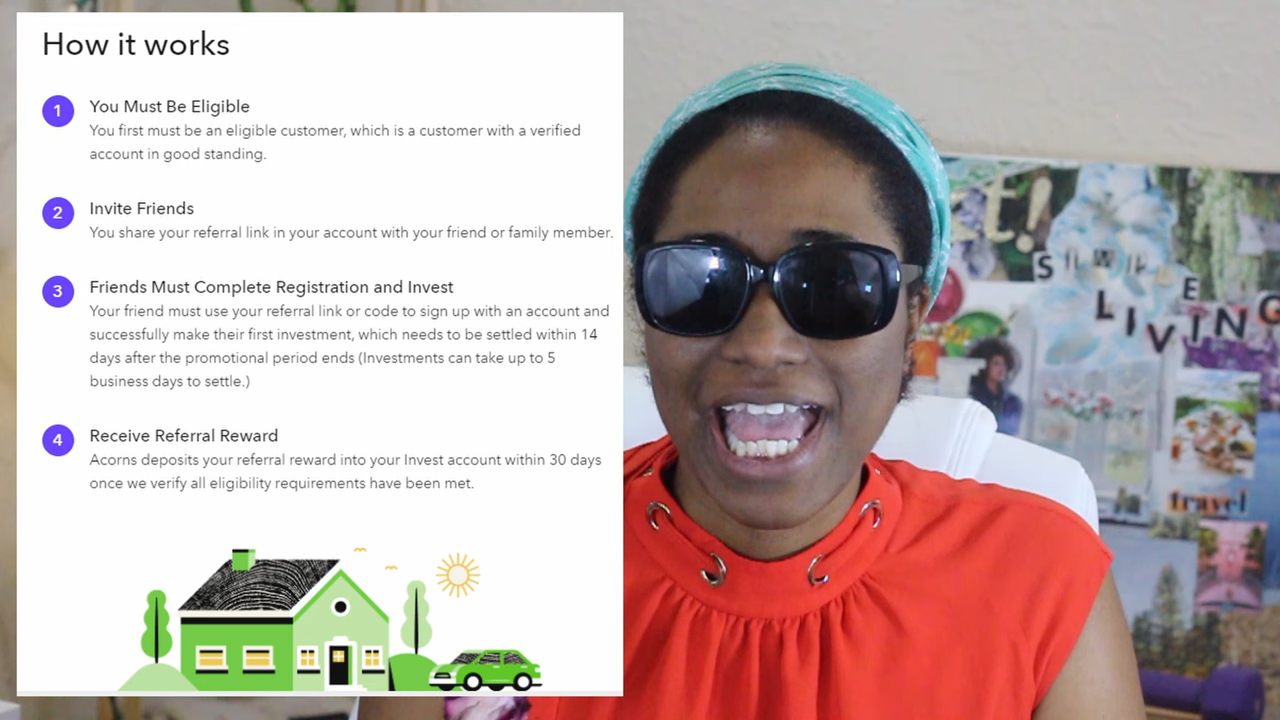 How it works
1
You Must Be Eligible
You first must be an eligible customer, which is a customer with a verified
account in good standing.
2
Invite Friends
You share your referral link in your account with your friend or family member.
3
Friends Must Complete Registration and Invest
Your friend must use your referral link or code to sign up with an account and
successfully make their first investment, which needs to be settled within 14
days after the promotional period ends (Investments can take up to 5
business days to settle.)
4
Receive Referral Reward
Acorns deposits your referral reward into your Invest account within 30 days
once we verify all eligibility requirements have been met.
LIVING
travel